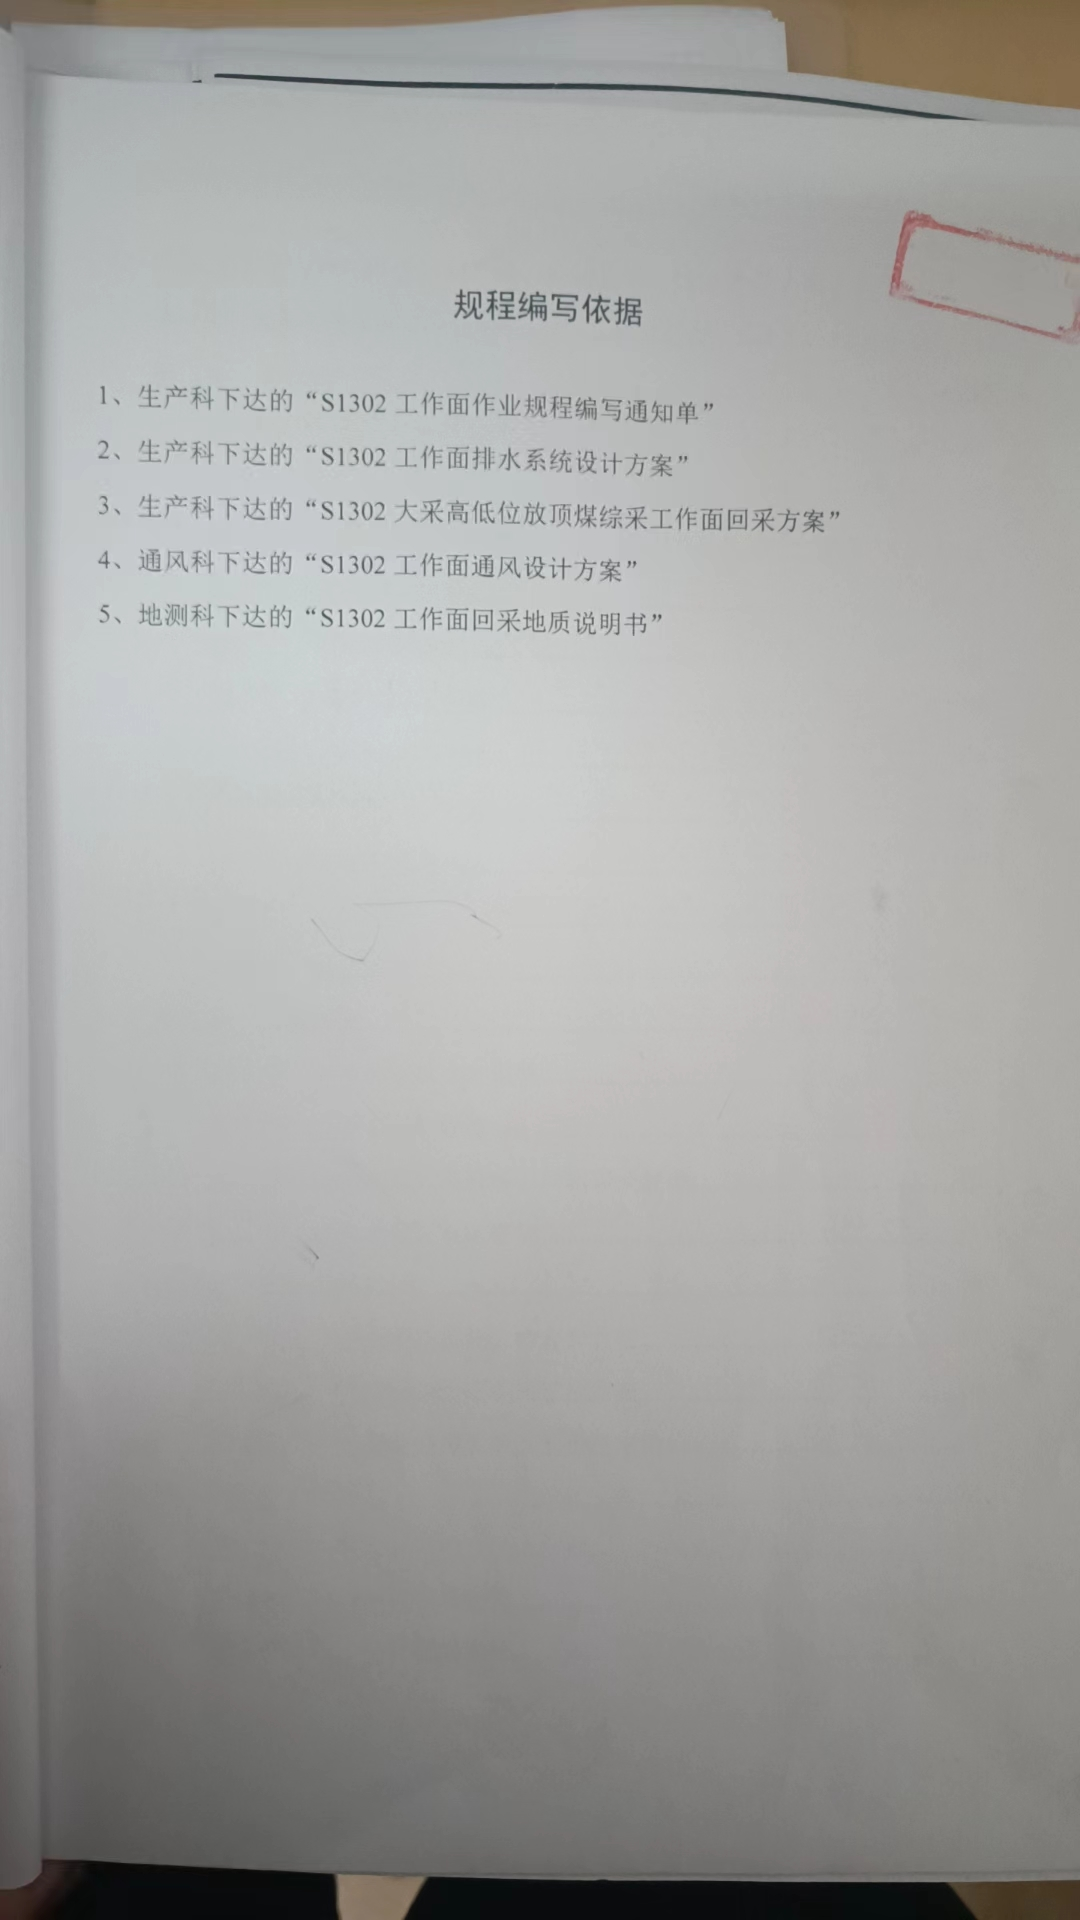 规程编写依据
1、生产科下达的“S1302 工作面作业规程编写通知单”
2、生产科下达的“S1302 工作面排水系统设计方案”
3、生产科下达的“S1302 大采高低位放顶煤综采工作面回采方案”
4、通风科下达的“S1302 工作面通风设计方案”
5、地测科下达的“S1302 工作面回采地质说明书”